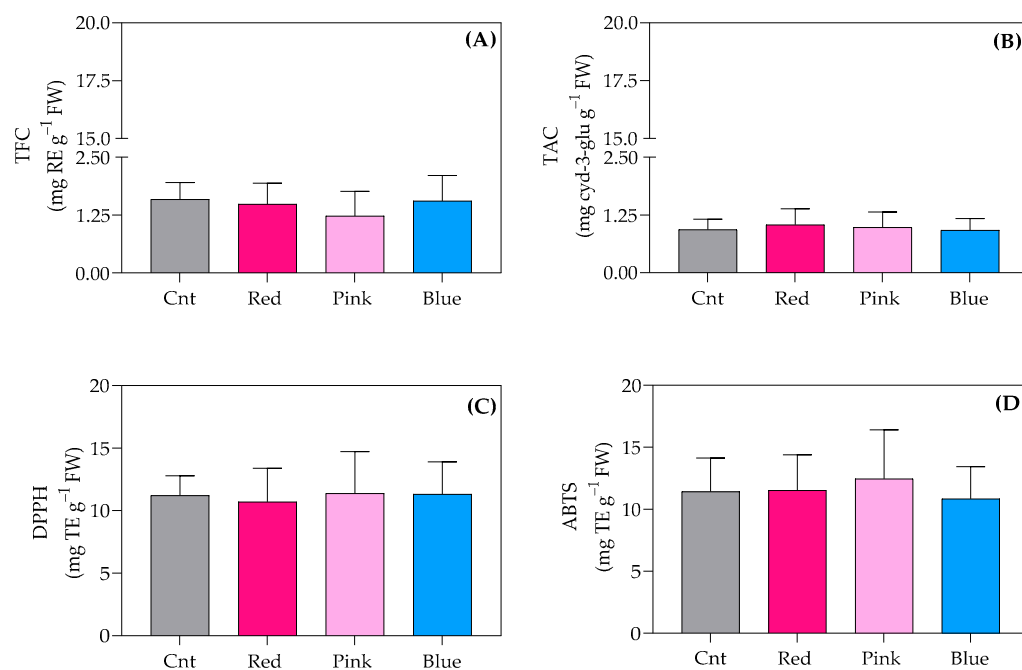 (A)
TFC
(mg RE g⁻¹ FW)
20.0
17.5
15.0
2.50
1.25
0.00
Cnt Red Pink Blue
(B)
TAC
(mg cyd-3-glu g⁻¹ FW)
20.0
17.5
15.0
2.50
1.25
0.00
Cnt Red Pink Blue
(C)
DPPH
(mg TE g⁻¹ FW)
20
15
10
5
0
Cnt Red Pink Blue
(D
ABTS
(mg TE g⁻¹ FW)
20
15
10
5
0
Cnt Red Pink Blue